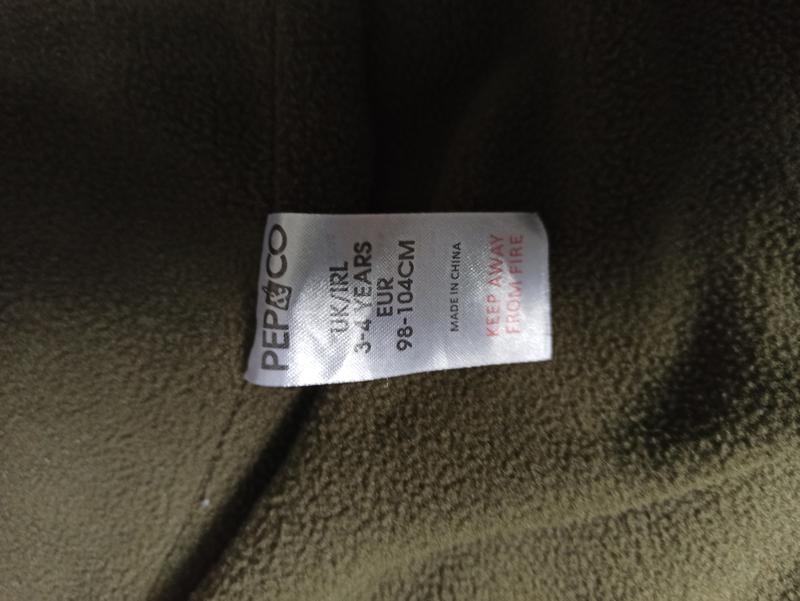 PEP&CO
UK/IRL
3-4 YEARS
EUR
98-104CM
MADE IN CHINA
KEEP AWAY
FROM FIRE